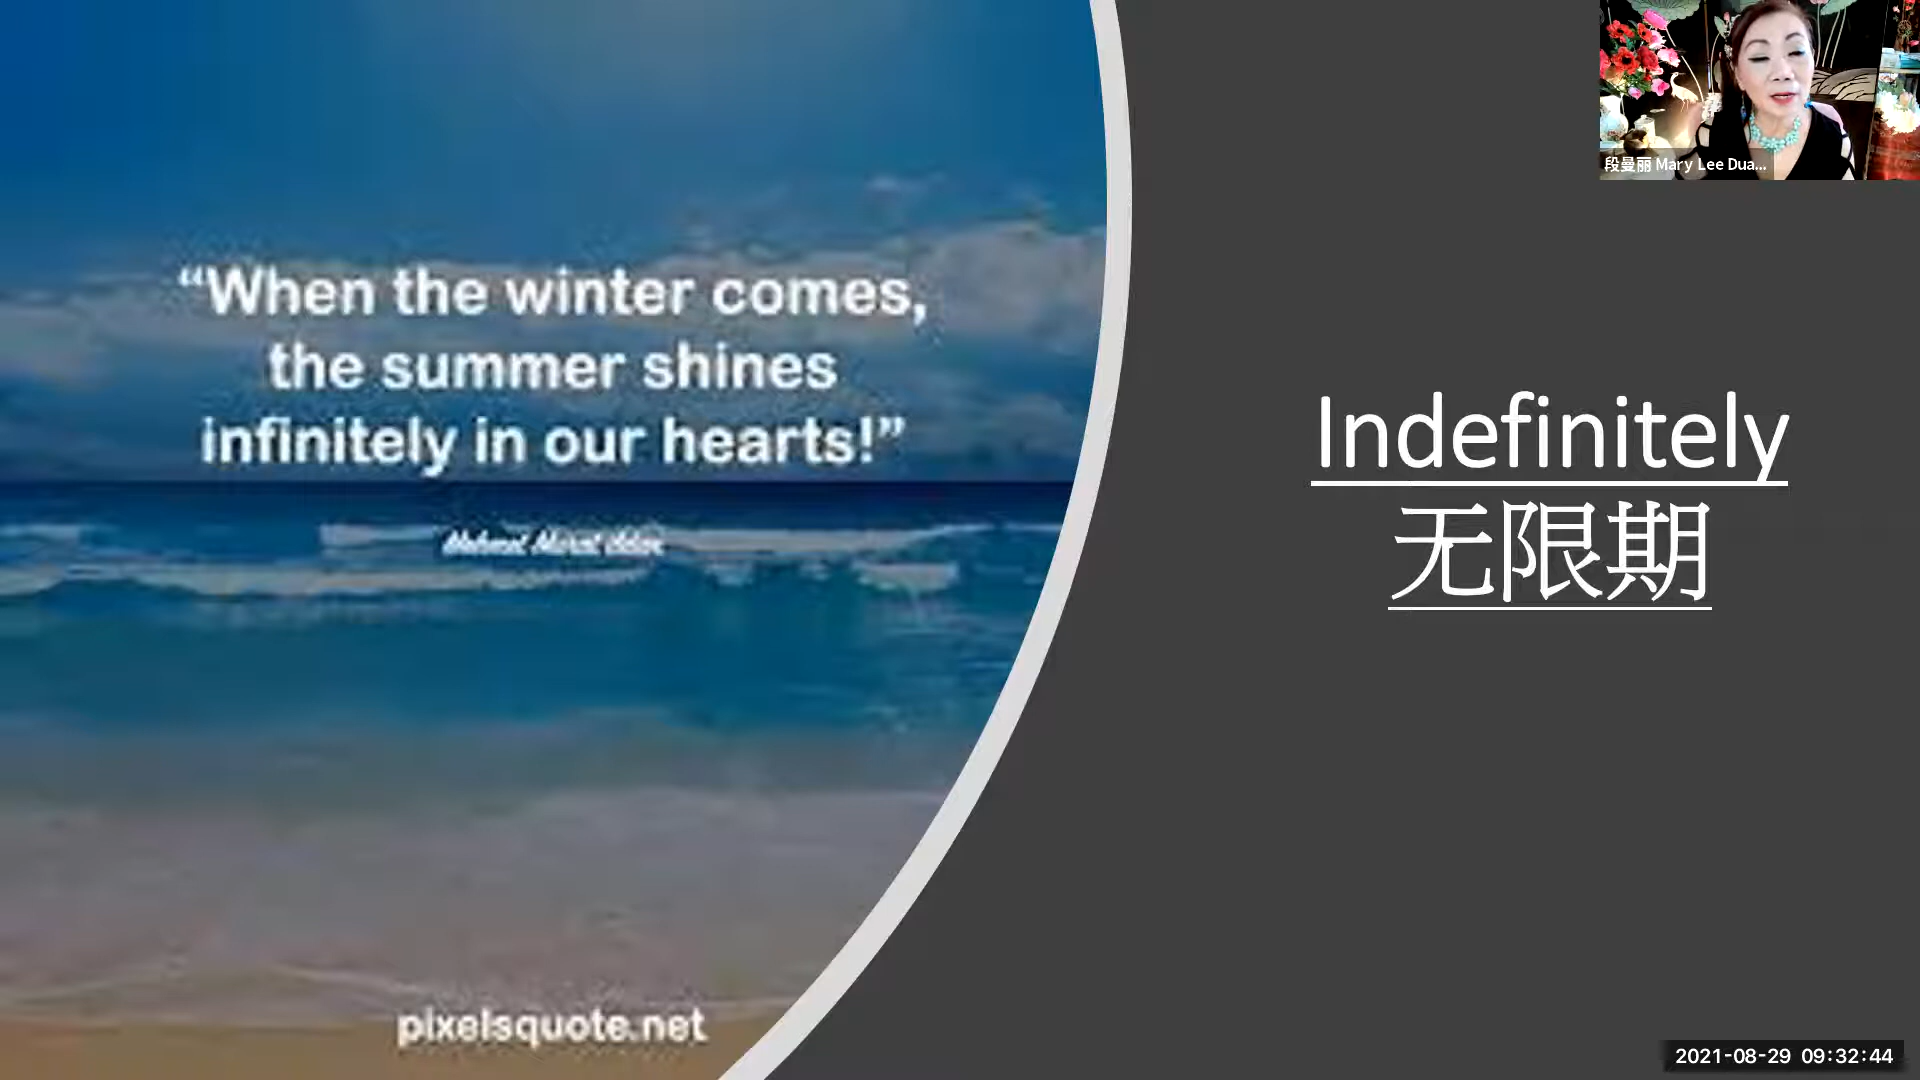 “When the winter comes,
the summer shines
infinitely in our hearts!”
pixelsquote.net
Indefinitely
无限期
段曼丽 Mary Lee Dua...
2021-08-29 09:32:44